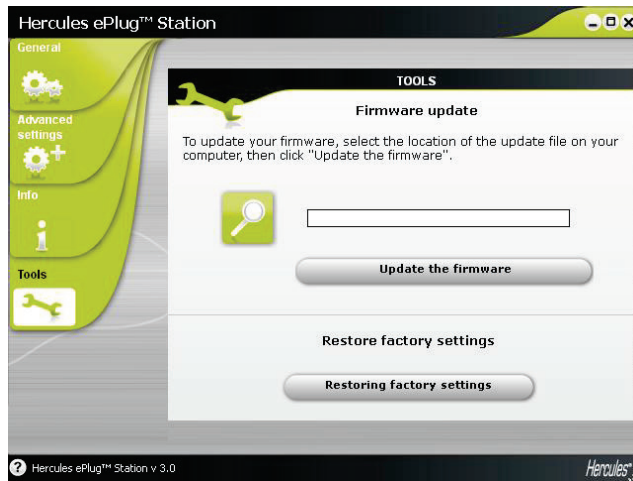 Hercules ePlug™ Station
General
Advanced
settings
Info
Tools
TOOLS
Firmware update
To update your firmware, select the location of the update file on your
computer, then click "Update the firmware".
Update the firmware
Restore factory settings
Restoring factory settings
? Hercules ePlug™ Station v 3.0
Hercules